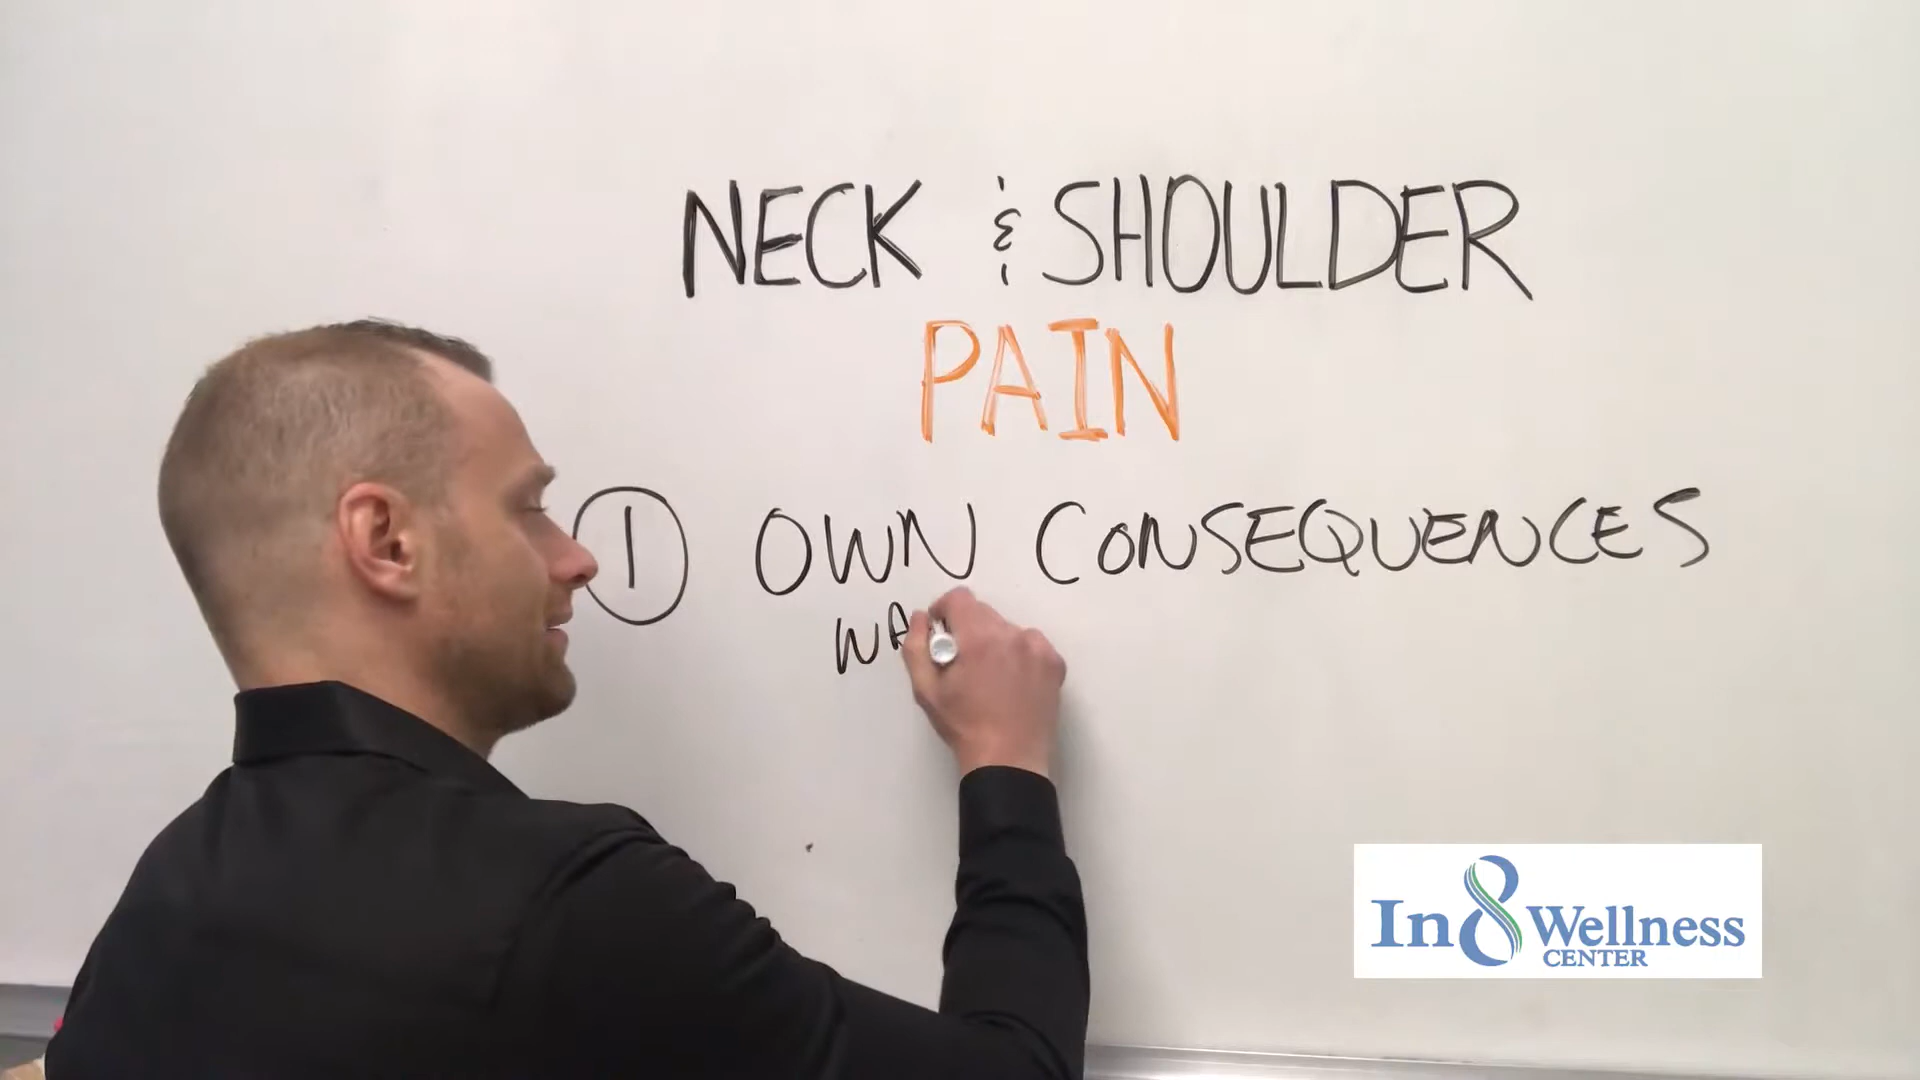 NECK & SHOULDER
PAIN
① OWN CONSEQUENCES
In8 Wellness
CENTER